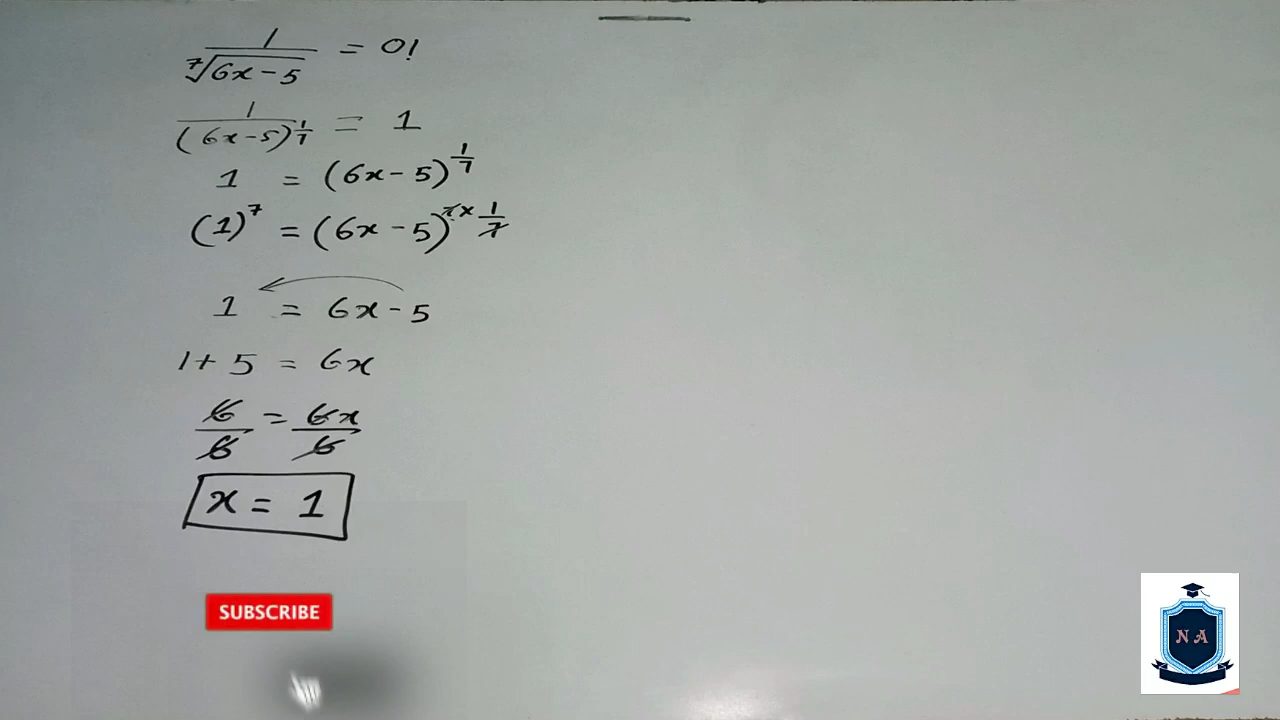 1/⁷√(6x-5) = 0!
1/(6x-5)^(1/7) = 1
1 = (6x-5)^(1/7)
(1)^7 = (6x-5)^(7×1/7)
1 = 6x-5
1+5 = 6x
6/6 = 6x/6
x = 1
SUBSCRIBE
NA